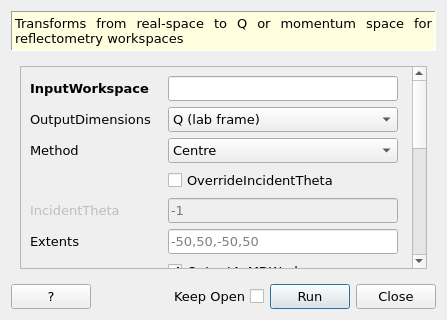 Transforms from real-space to Q or momentum space for
reflectometry workspaces
InputWorkspace
OutputDimensions Q (lab frame)
Method Centre
OverrideIncidentTheta
IncidentTheta -1
Extents -50,50,-50,50
? Keep Open Run Close